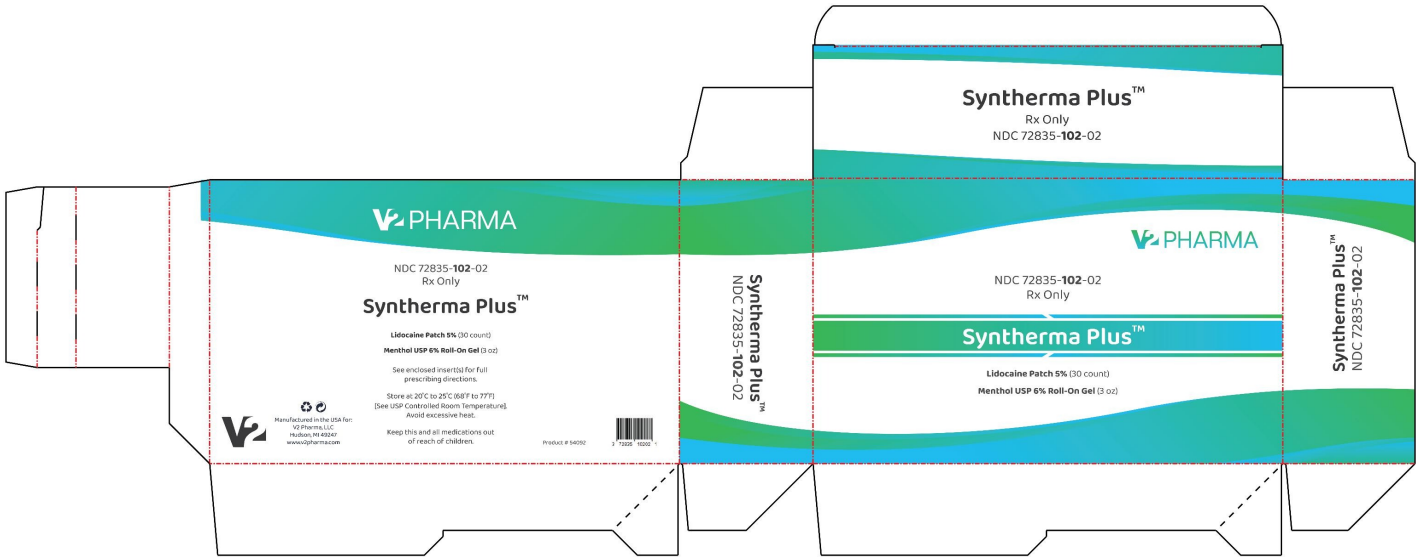 Syntherma Plus™
Rx Only
NDC 72835-102-02
V2 PHARMA
NDC 72835-102-02
Rx Only
Syntherma Plus™
Lidocaine Patch 5% (30 count)
Menthol USP 6% Roll-On Gel (3 oz)
See enclosed insert(s) for full
prescribing directions.
Store at 20°C to 25°C (68°F to 77°F)
[See USP Controlled Room Temperature].
Avoid excessive heat.
Keep this and all medications out
of reach of children.
V2
Manufactured in the USA for:
V2 Pharma, LLC
Hudson, MI 49247
www.v2pharma.com
Product # 54092
3 72835 10202 1
Syntherma Plus™
NDC 72835-102-02
V2 PHARMA
NDC 72835-102-02
Rx Only
Syntherma Plus™
Lidocaine Patch 5% (30 count)
Menthol USP 6% Roll-On Gel (3 oz)
Syntherma Plus™
NDC 72835-102-02